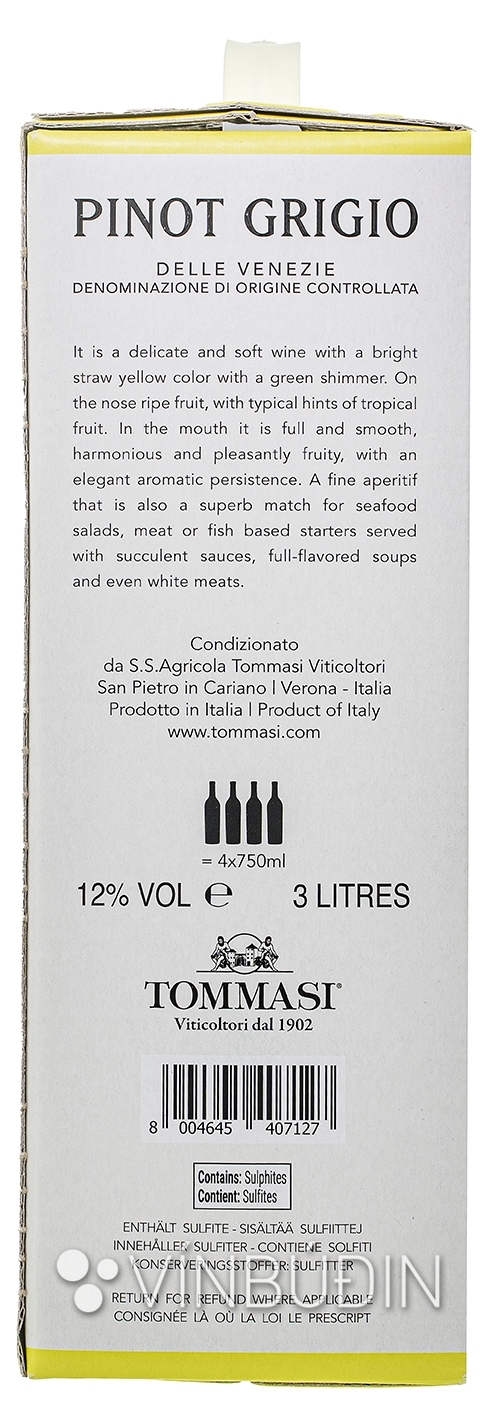 PINOT GRIGIO
DELLE VENEZIE
DENOMINAZIONE DI ORIGINE CONTROLLATA
It is a delicate and soft wine with a bright
straw yellow color with a green shimmer. On
the nose ripe fruit, with typical hints of tropical
fruit. In the mouth it is full and smooth,
harmonious and pleasantly fruity, with an
elegant aromatic persistence. A fine aperitif
that is also a superb match for seafood
salads, meat or fish based starters served
with succulent sauces, full-flavored soups
and even white meats.
Condizionato
da S.S.Agricola Tommasi Viticoltori
San Pietro in Cariano | Verona - Italia
Prodotto in Italia | Product of Italy
www.tommasi.com
= 4x750ml
12% VOL ℮ 3 LITRES
TOMMASI®
Viticoltori dal 1902
8 004645 407127
Contains: Sulphites
Contient: Sulfites
ENTHÄLT SULFITE - SISÄLTÄÄ SULFIITTEJ
INNEHÅLLER SULFITER - CONTIENE SOLFITI
KONSERVERINGSSTOFFER: SULFITTER
VÍNBÚÐIN
RETURN FOR REFUND WHERE APPLICABLE
CONSIGNÉE LÀ OÙ LA LOI LE PRESCRIPT